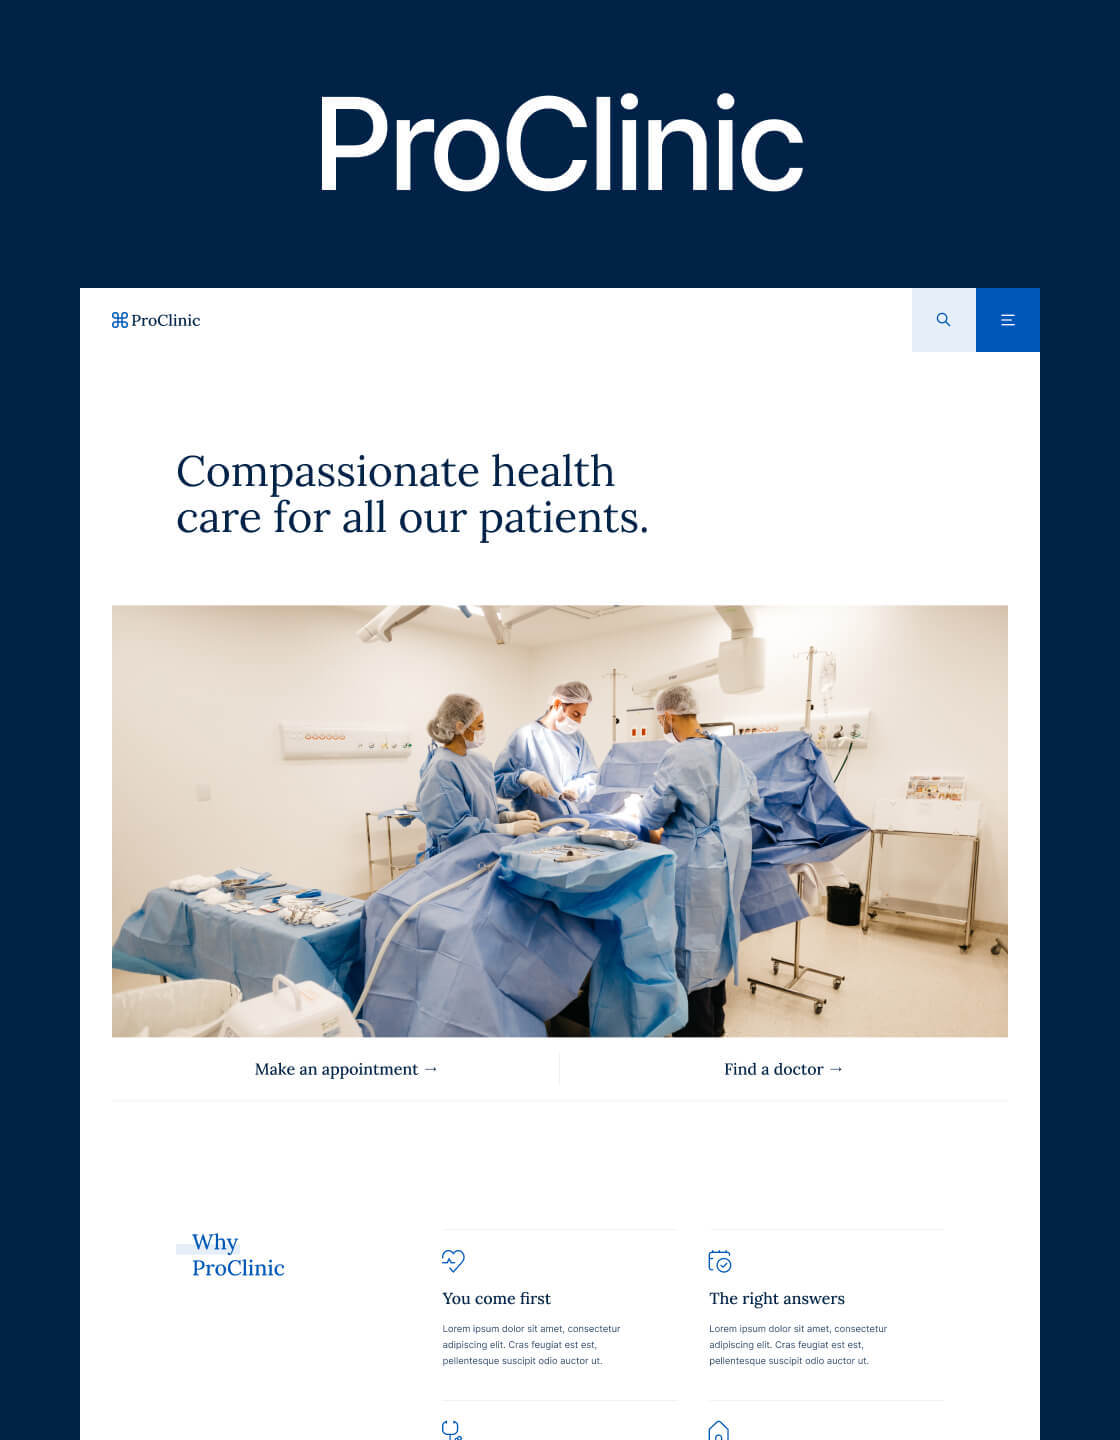 ProClinic
ProClinic
Compassionate health
care for all our patients.
Make an appointment →
Find a doctor →
Why
ProClinic
You come first
Lorem ipsum dolor sit amet, consectetur
adipiscing elit. Cras feugiat est est,
pellentesque suscipit odio auctor ut.
The right answers
Lorem ipsum dolor sit amet, consectetur
adipiscing elit. Cras feugiat est est,
pellentesque suscipit odio auctor ut.